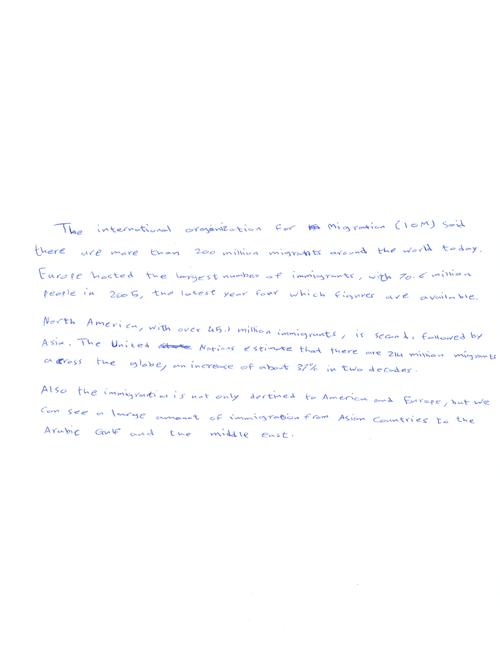 The international organization for Migration (IOM) said
there are more than 200 million migrants around the world today.
Europe hosted the largest number of immigrants, with 70.6 million
people in 2005, the latest year four which figures are available.
North America, with over 45.1 million immigrants, is second, followed by
Asia. The United Nations estimate that there are 214 million migrants
across the globe, an increase of about 37% in two decades.
Also the immigration is not only destined to America and Europe, but we
can see a large amount of immigration from Asian countries to the
Arabic Gulf and the middle east.